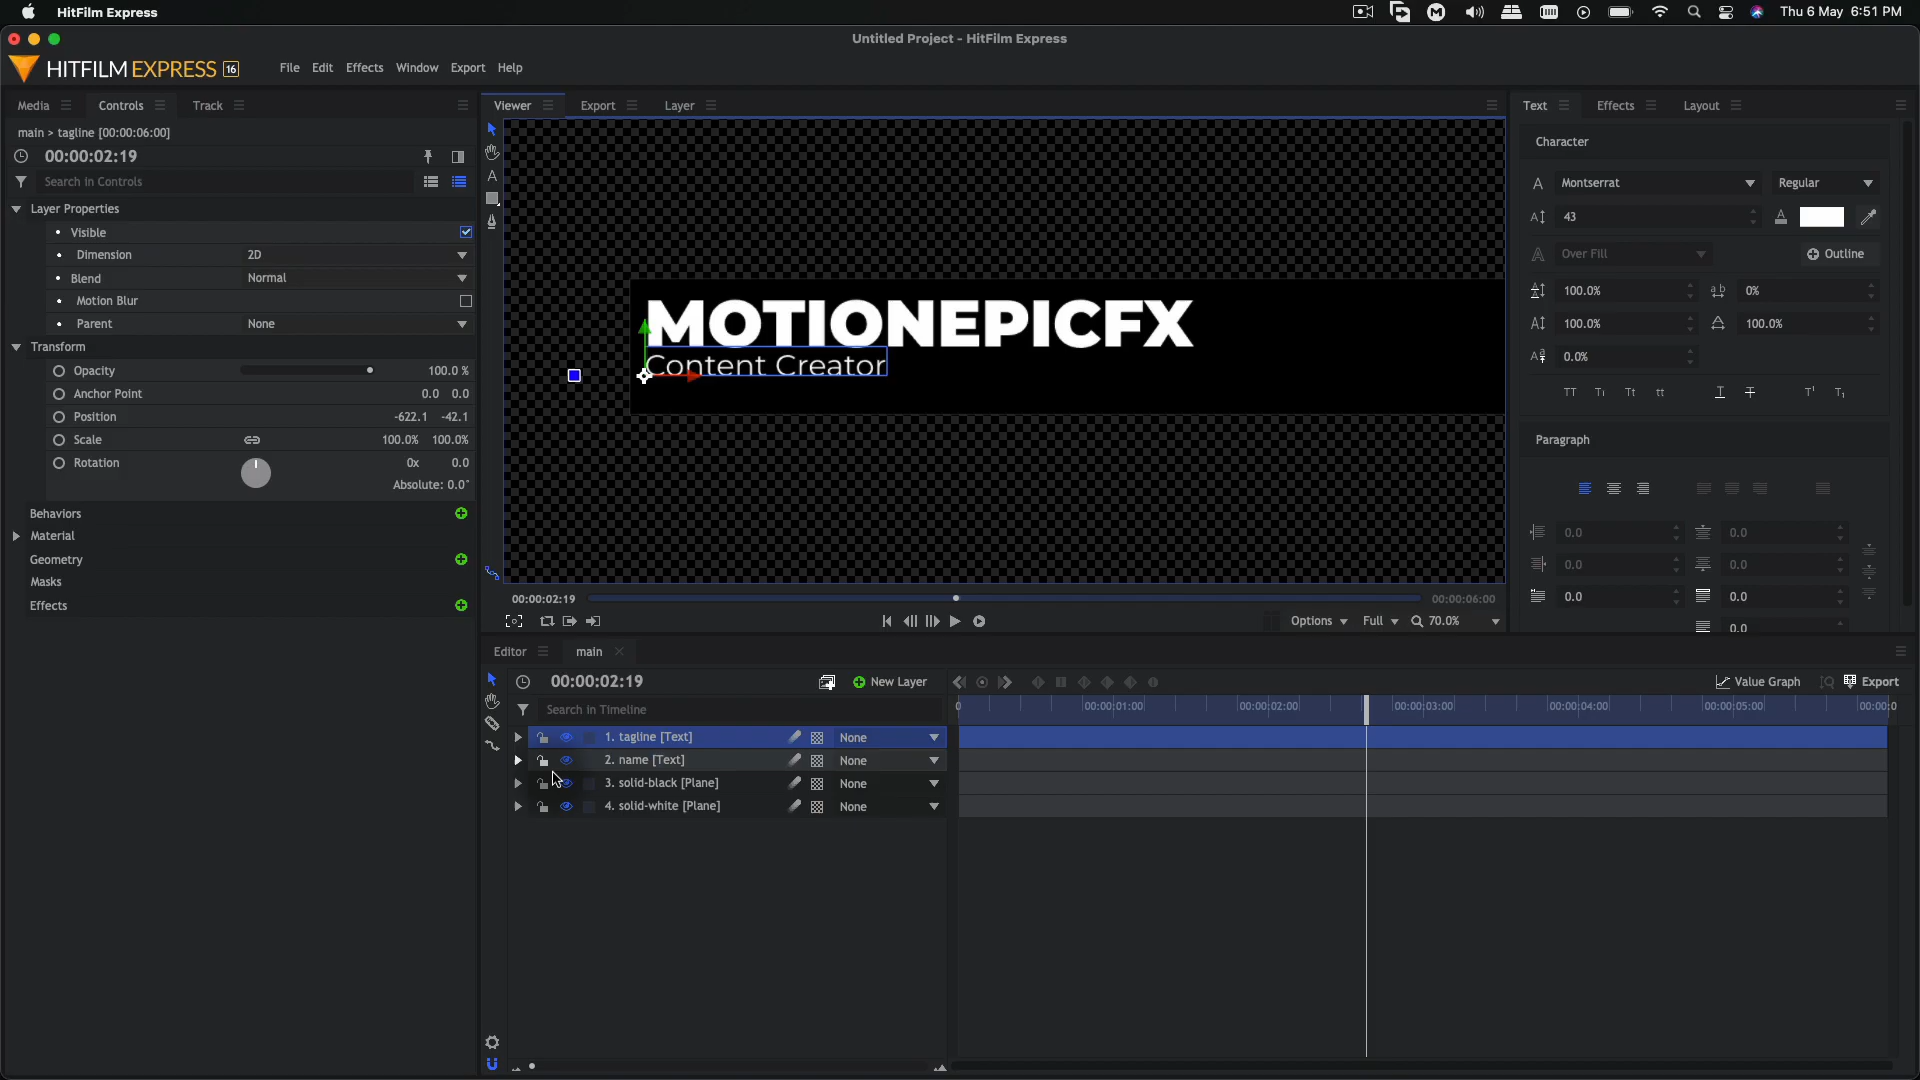 HitFilm Express
Thu 6 May 6:51 PM
Untitled Project - HitFilm Express
HITFILM EXPRESS 16
File Edit Effects Window Export Help
Media Controls Track
Viewer Export Layer
Text Effects Layout
main > tagline [00:00:06:00]
00:00:02:19
Search in Controls
Layer Properties
Visible
Dimension 2D
Blend Normal
Motion Blur
Parent None
Transform
Opacity 100.0 %
Anchor Point 0.0 0.0
Position -622.1 -42.1
Scale 100.0% 100.0%
Rotation 0x 0.0
Absolute: 0.0°
Behaviors
Material
Geometry
Masks
Effects
MOTIONEPICFX
Content Creator
00:00:02:19 00:00:06:00
Options Full 70.0%
Character
Montserrat Regular
43
Over Fill Outline
100.0% 0%
100.0% 100.0%
0.0%
Paragraph
0.0 0.0
0.0 0.0
0.0 0.0
0.0
Editor main
00:00:02:19 New Layer
Value Graph Export
Search in Timeline
0 00:00:01:00 00:00:02:00 00:00:03:00 00:00:04:00 00:00:05:00 00:00:0
1. tagline [Text] None
2. name [Text] None
3. solid-black [Plane] None
4. solid-white [Plane] None